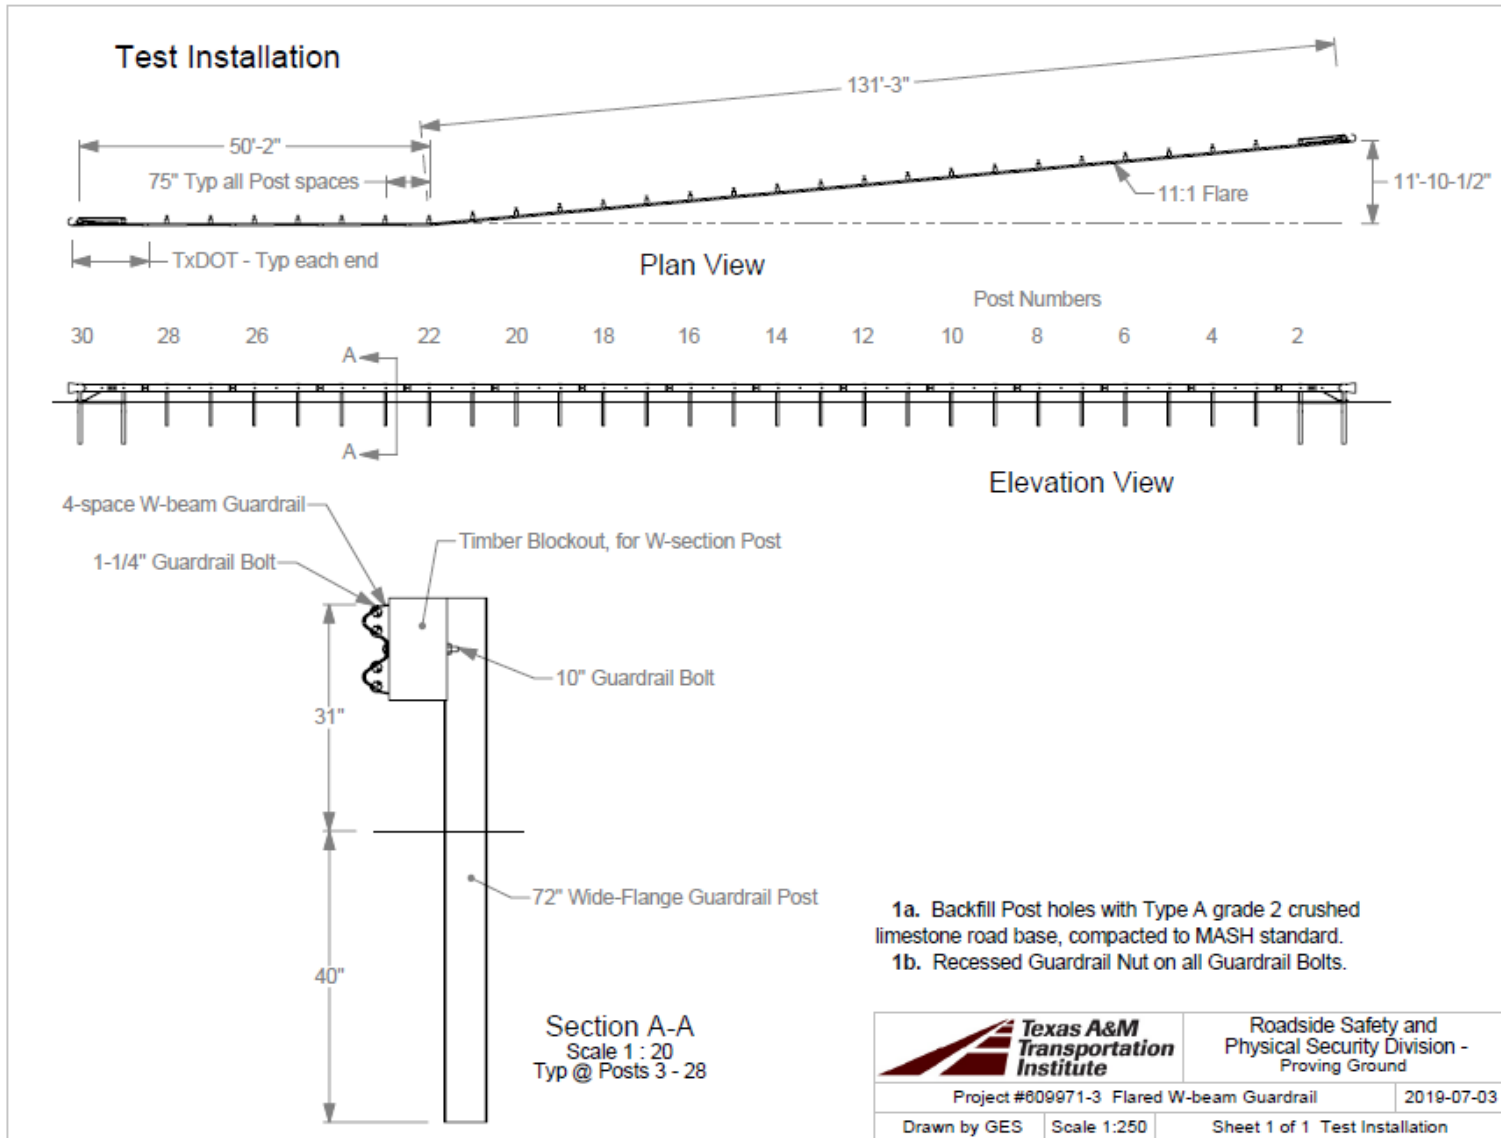 Test Installation
131'-3"
50'-2"
75" Typ all Post spaces
11'-10-1/2"
11:1 Flare
TxDOT - Typ each end
Plan View
Post Numbers
30 28 26 22 20 18 16 14 12 10 8 6 4 2
A
A
Elevation View
4-space W-beam Guardrail
Timber Blockout, for W-section Post
1-1/4" Guardrail Bolt
10" Guardrail Bolt
31"
72" Wide-Flange Guardrail Post
40"
1a. Backfill Post holes with Type A grade 2 crushed
limestone road base, compacted to MASH standard.
1b. Recessed Guardrail Nut on all Guardrail Bolts.
Section A-A
Scale 1 : 20
Typ @ Posts 3 - 28
Texas A&M
Transportation
Institute
Roadside Safety and
Physical Security Division -
Proving Ground
Project #609971-3 Flared W-beam Guardrail
2019-07-03
Drawn by GES
Scale 1:250
Sheet 1 of 1 Test Installation